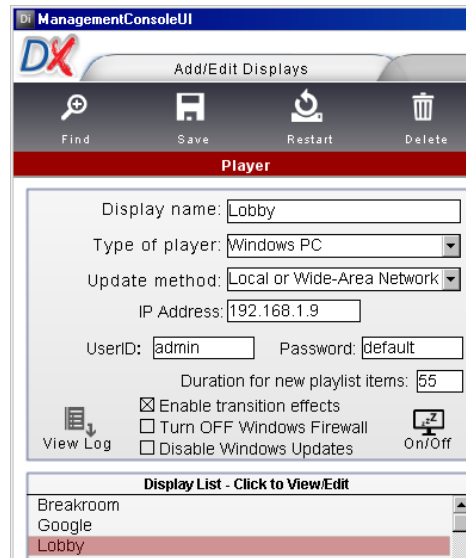 Di ManagementConsoleUI
DX
Add/Edit Displays
Find Save Restart Delete
Player
Display name: Lobby
Type of player: Windows PC
Update method: Local or Wide-Area Network
IP Address: 192.168.1.9
UserID: admin Password: default
Duration for new playlist items: 55
Enable transition effects
Turn OFF Windows Firewall
Disable Windows Updates
View Log
zZ
On/Off
Display List - Click to View/Edit
Breakroom
Google
Lobby